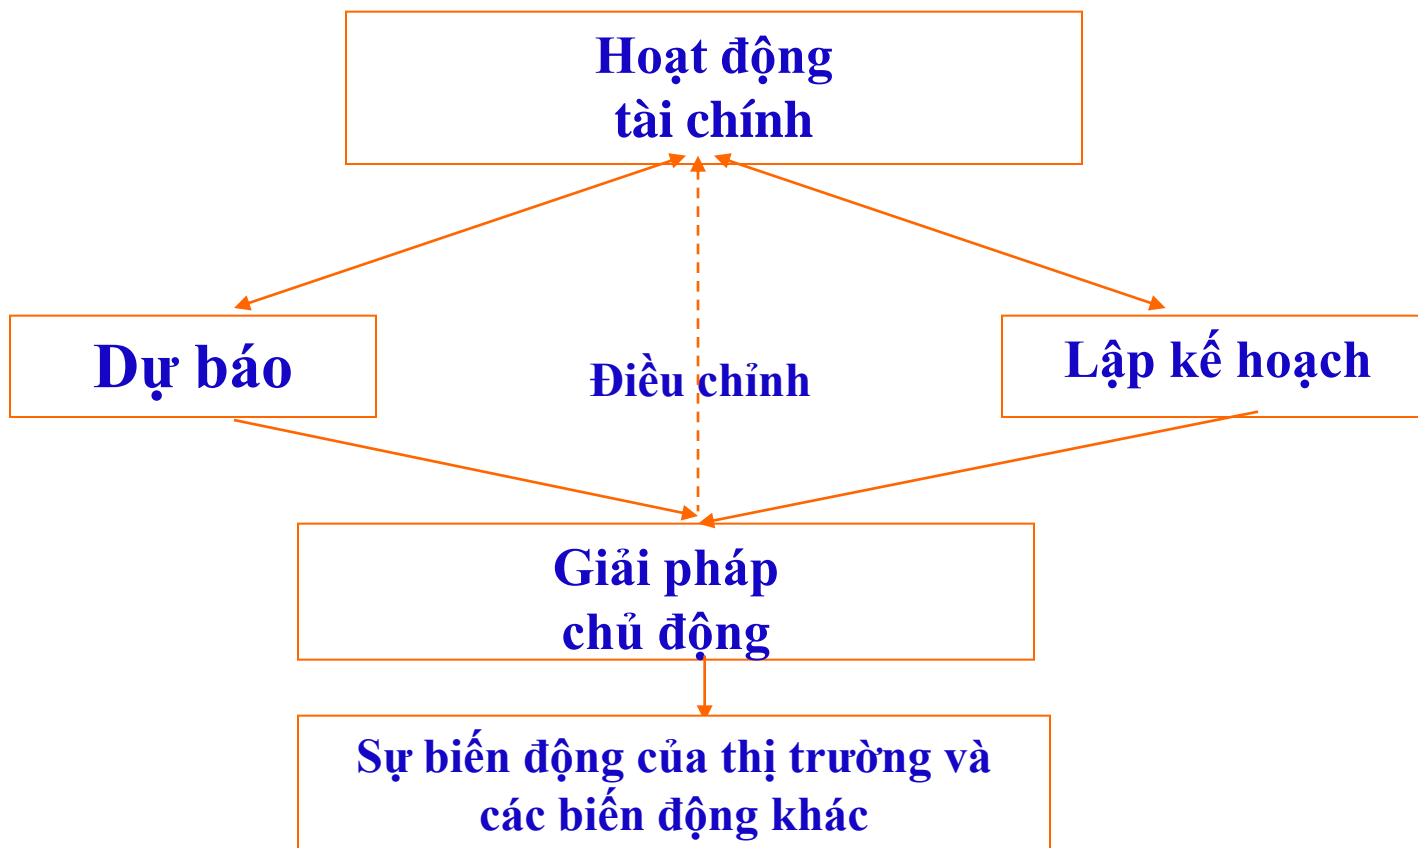 Hoạt động
tài chính
Dự báo
Điều chỉnh
Lập kế hoạch
Giải pháp
chủ động
Sự biến động của thị trường và
các biến động khác